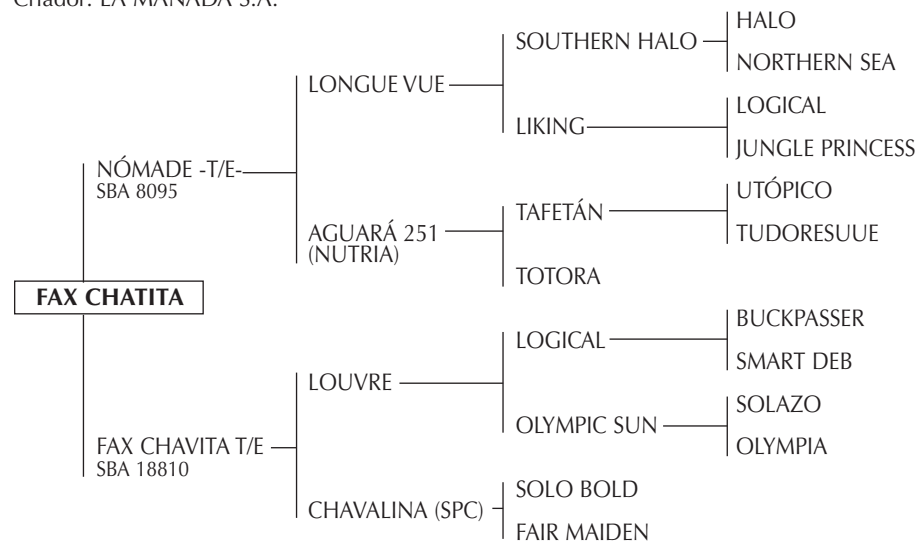 Criador: LA MANADA S.A.
HALO
SOUTHERN HALO
NORTHERN SEA
LONGUE VUE
LOGICAL
LIKING
JUNGLE PRINCESS
NÓMADE -T/E-
SBA 8095
UTÓPICO
TAFETÁN
TUDORESUUE
AGUARÁ 251
(NUTRIA)
TOTORA
FAX CHATITA
BUCKPASSER
LOGICAL
SMART DEB
LOUVRE
SOLAZO
OLYMPIC SUN
OLYMPIA
FAX CHAVITA T/E
SBA 18810
SOLO BOLD
CHAVALINA (SPC)
FAIR MAIDEN